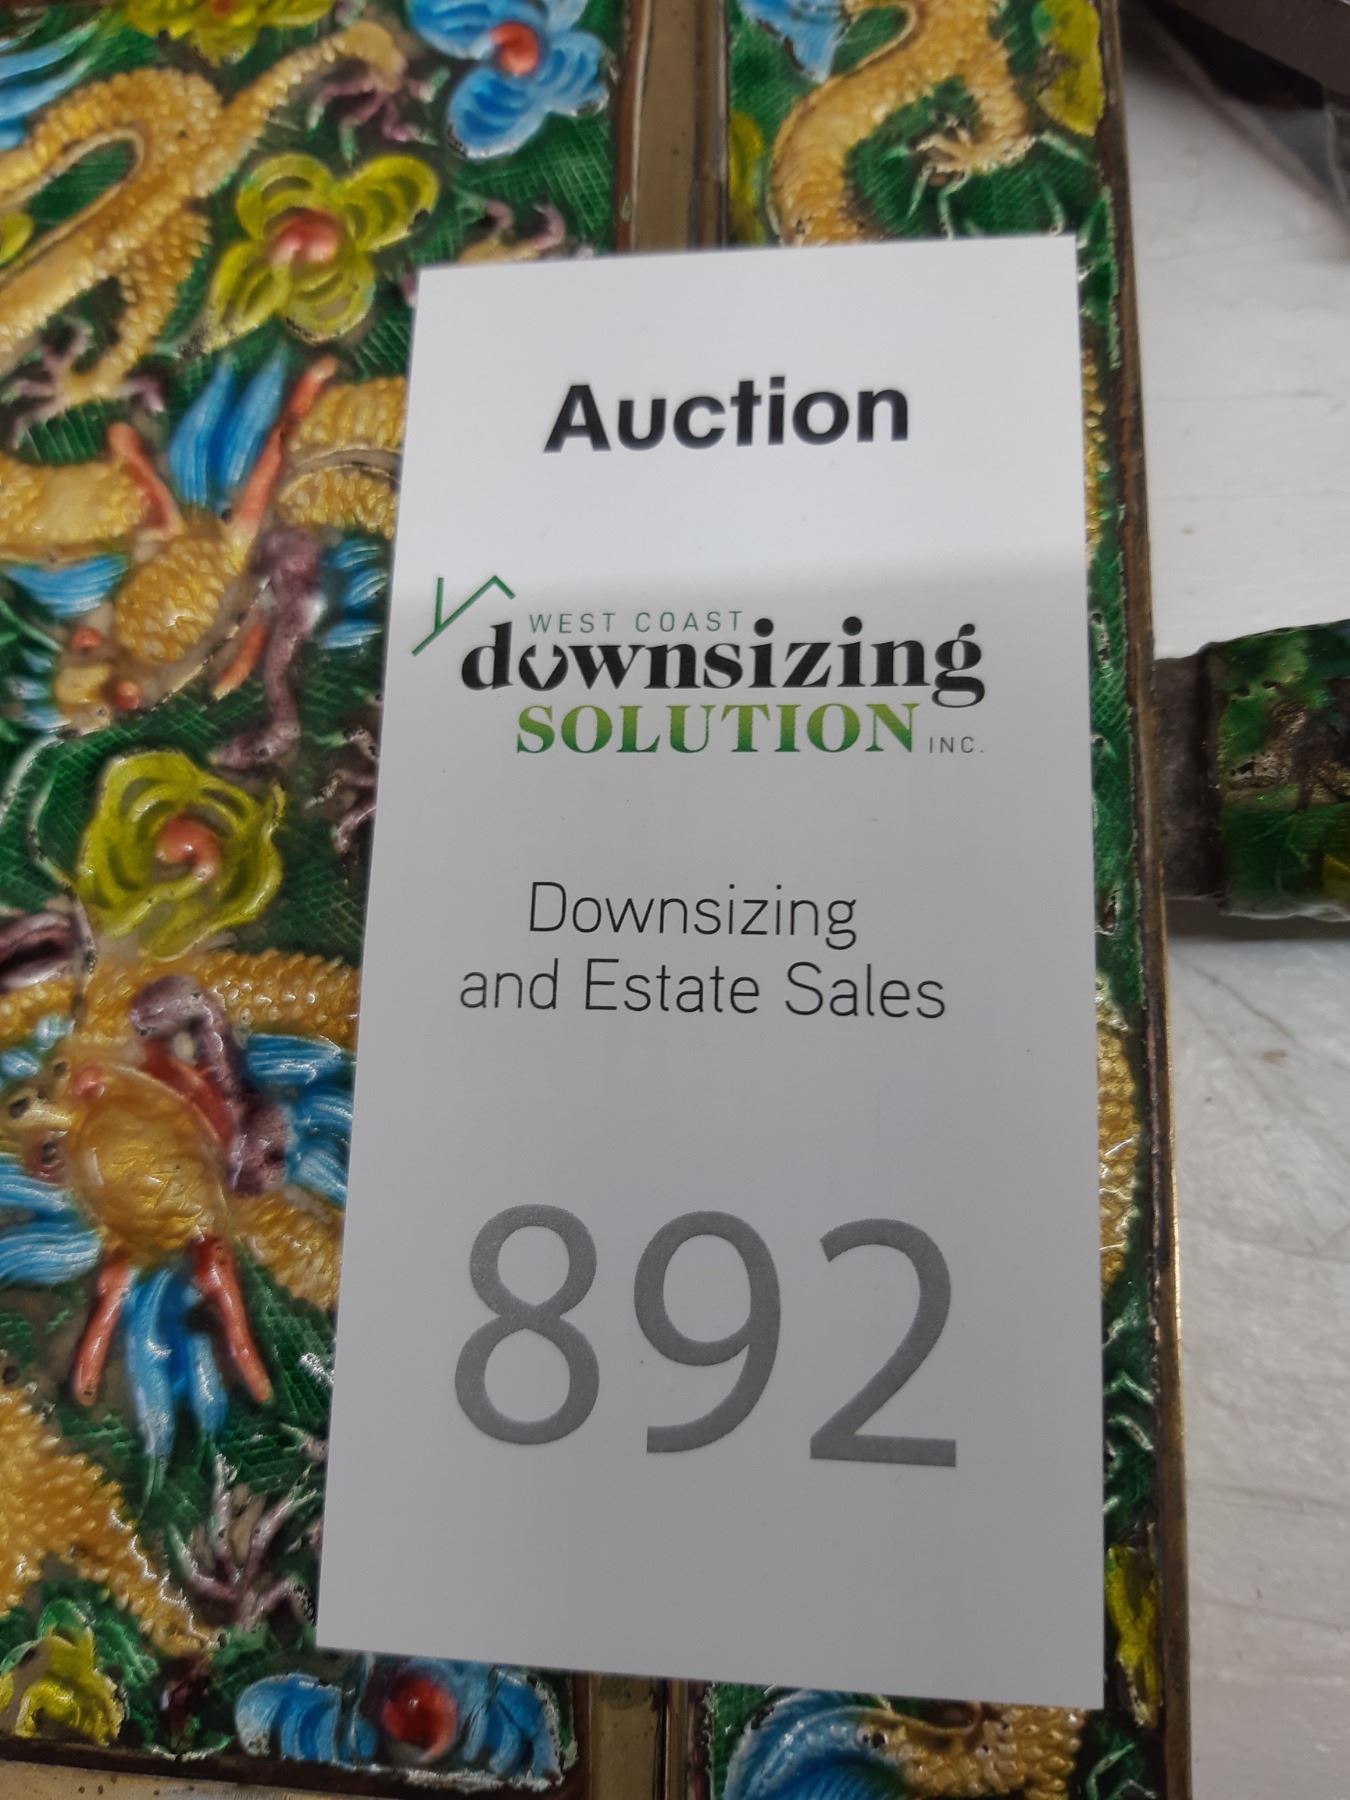 Auction
WEST COAST
downsizing
SOLUTION INC.
Downsizing
and Estate Sales
892